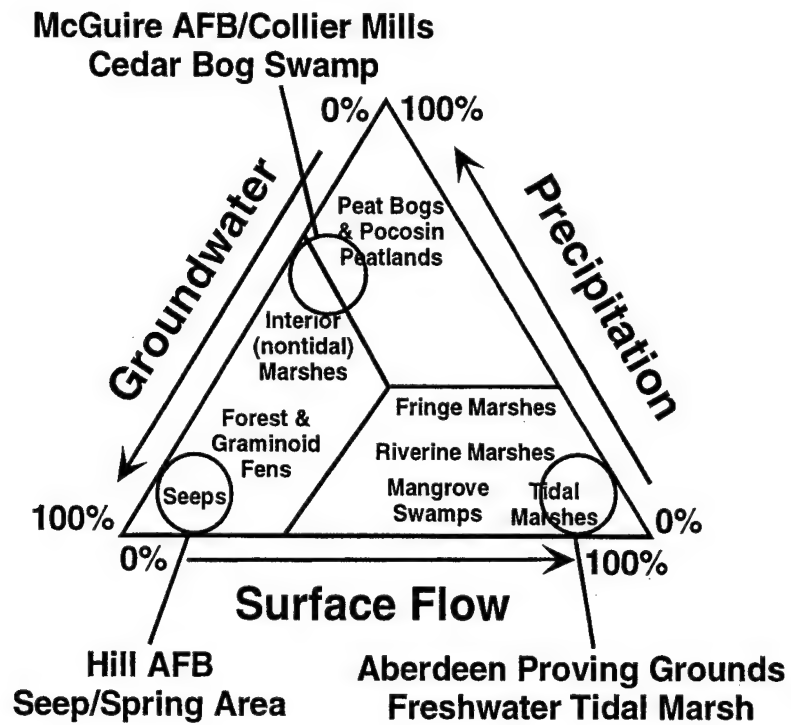 McGuire AFB/Collier Mills
Cedar Bog Swamp
0% 100%
Groundwater
Precipitation
Peat Bogs
& Pocosin
Peatlands
Interior
(nontidal)
Marshes
Fringe Marshes
Forest &
Graminoid
Fens
Riverine Marshes
Seeps
Mangrove
Swamps
Tidal
Marshes
100%
0%
0%
100%
Surface Flow
Hill AFB
Seep/Spring Area
Aberdeen Proving Grounds
Freshwater Tidal Marsh